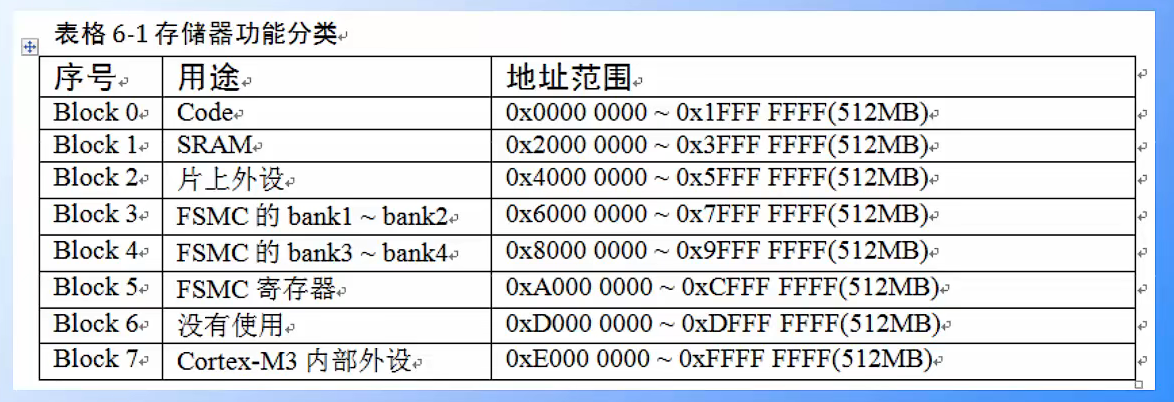 表格 6-1 存储器功能分类
序号 用途 地址范围
Block 0 Code 0x0000 0000 ~ 0x1FFF FFFF(512MB)
Block 1 SRAM 0x2000 0000 ~ 0x3FFF FFFF(512MB)
Block 2 片上外设 0x4000 0000 ~ 0x5FFF FFFF(512MB)
Block 3 FSMC 的 bank1 ~ bank2 0x6000 0000 ~ 0x7FFF FFFF(512MB)
Block 4 FSMC 的 bank3 ~ bank4 0x8000 0000 ~ 0x9FFF FFFF(512MB)
Block 5 FSMC 寄存器 0xA000 0000 ~ 0xCFFF FFFF(512MB)
Block 6 没有使用 0xD000 0000 ~ 0xDFFF FFFF(512MB)
Block 7 Cortex-M3 内部外设 0xE000 0000 ~ 0xFFFF FFFF(512MB)